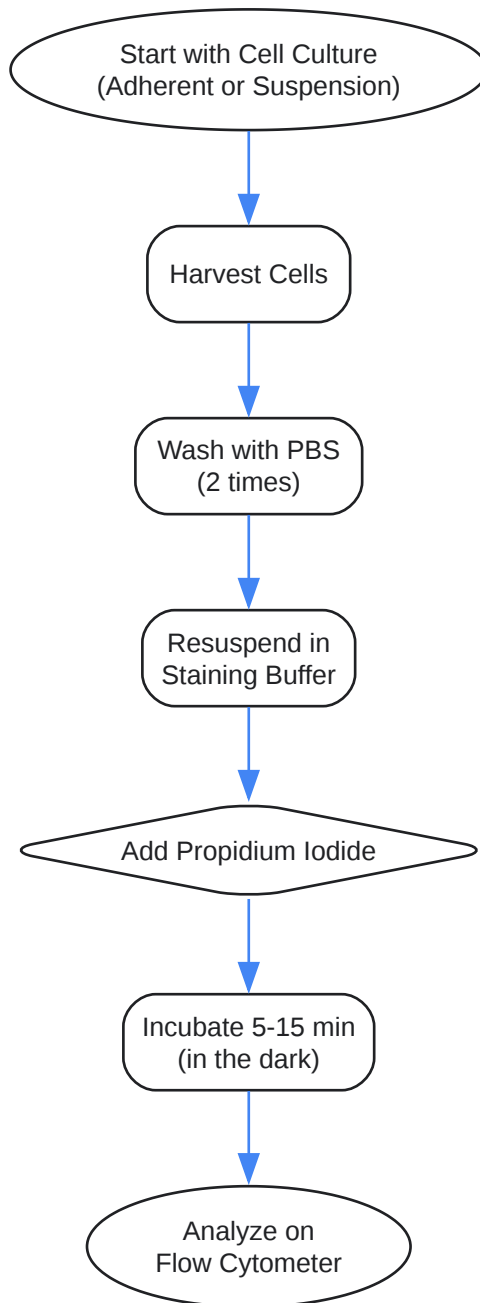 Start with Cell Culture
(Adherent or Suspension)
Harvest Cells
Wash with PBS
(2 times)
Resuspend in
Staining Buffer
Add Propidium Iodide
Incubate 5-15 min
(in the dark)
Analyze on
Flow Cytometer